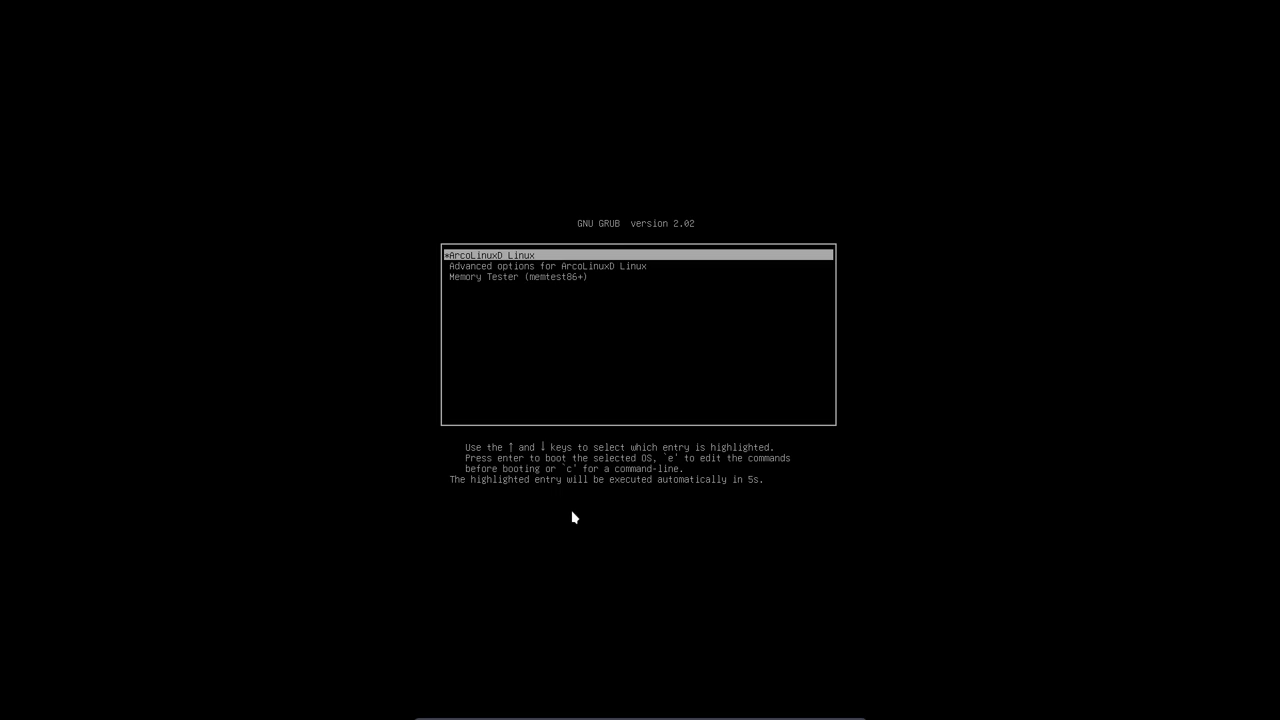 GNU GRUB  version 2.02
*ArcoLinuxD Linux
Advanced options for ArcoLinuxD Linux
Memory Tester (memtest86+)
Use the ↑ and ↓ keys to select which entry is highlighted.
Press enter to boot the selected OS, `e' to edit the commands
before booting or `c' for a command-line.
The highlighted entry will be executed automatically in 5s.